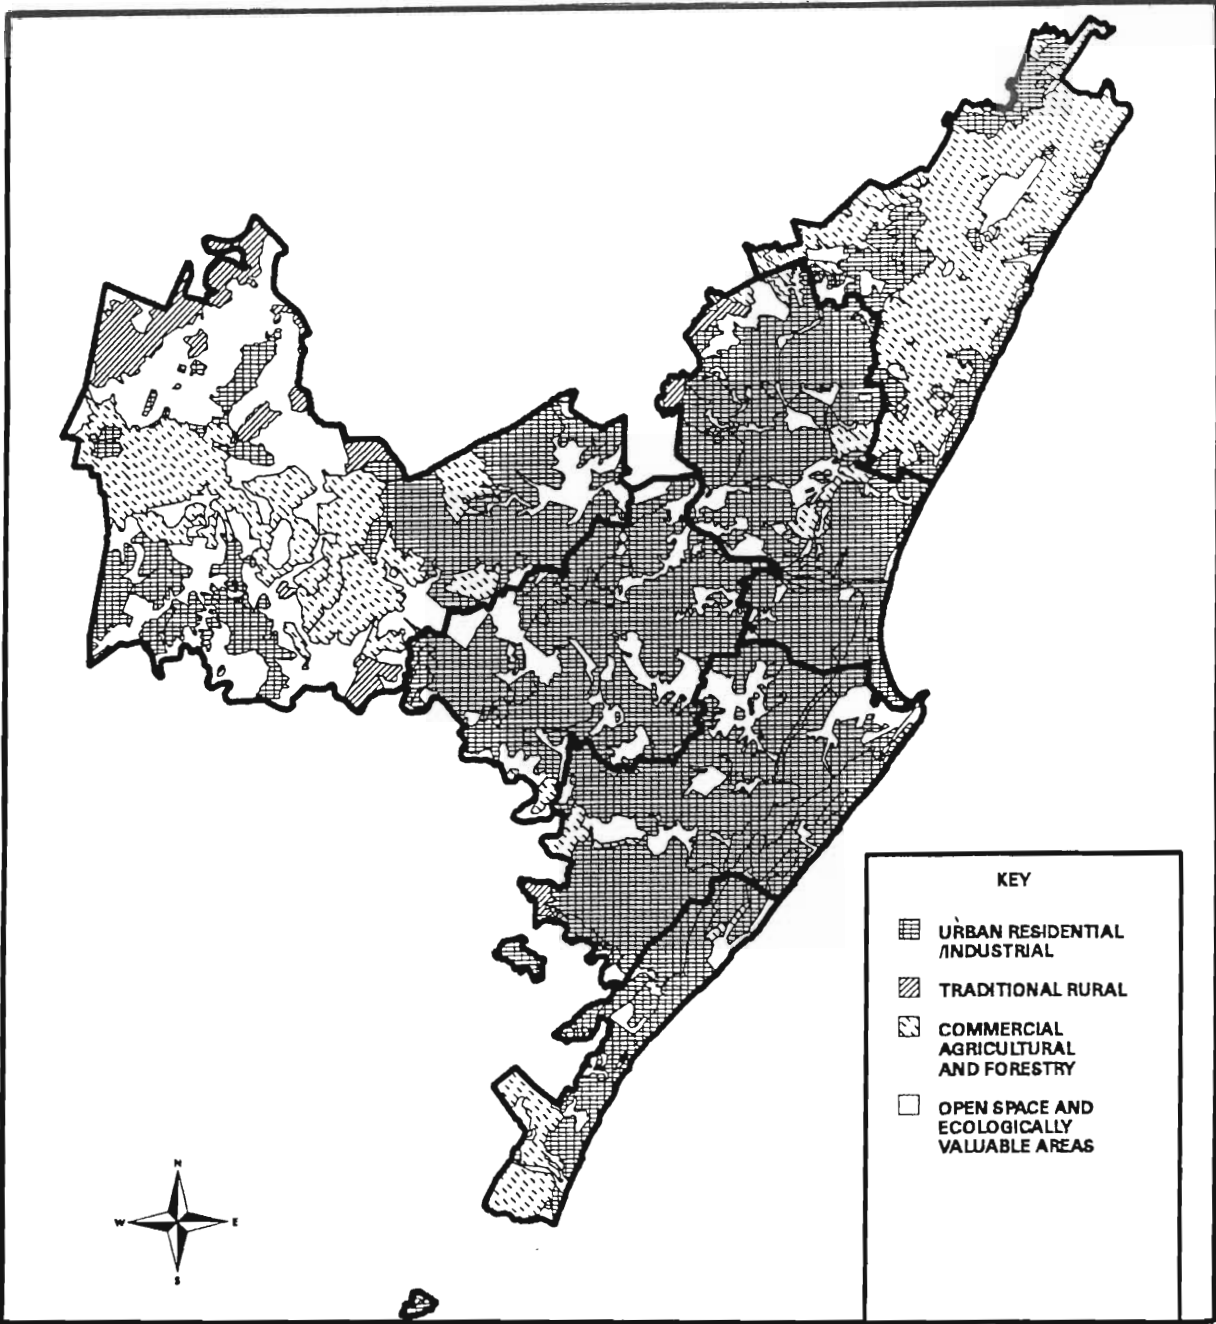 KEY
URBAN RESIDENTIAL
/INDUSTRIAL
TRADITIONAL RURAL
COMMERCIAL
AGRICULTURAL
AND FORESTRY
OPEN SPACE AND
ECOLOGICALLY
VALUABLE AREAS
N
W E
S